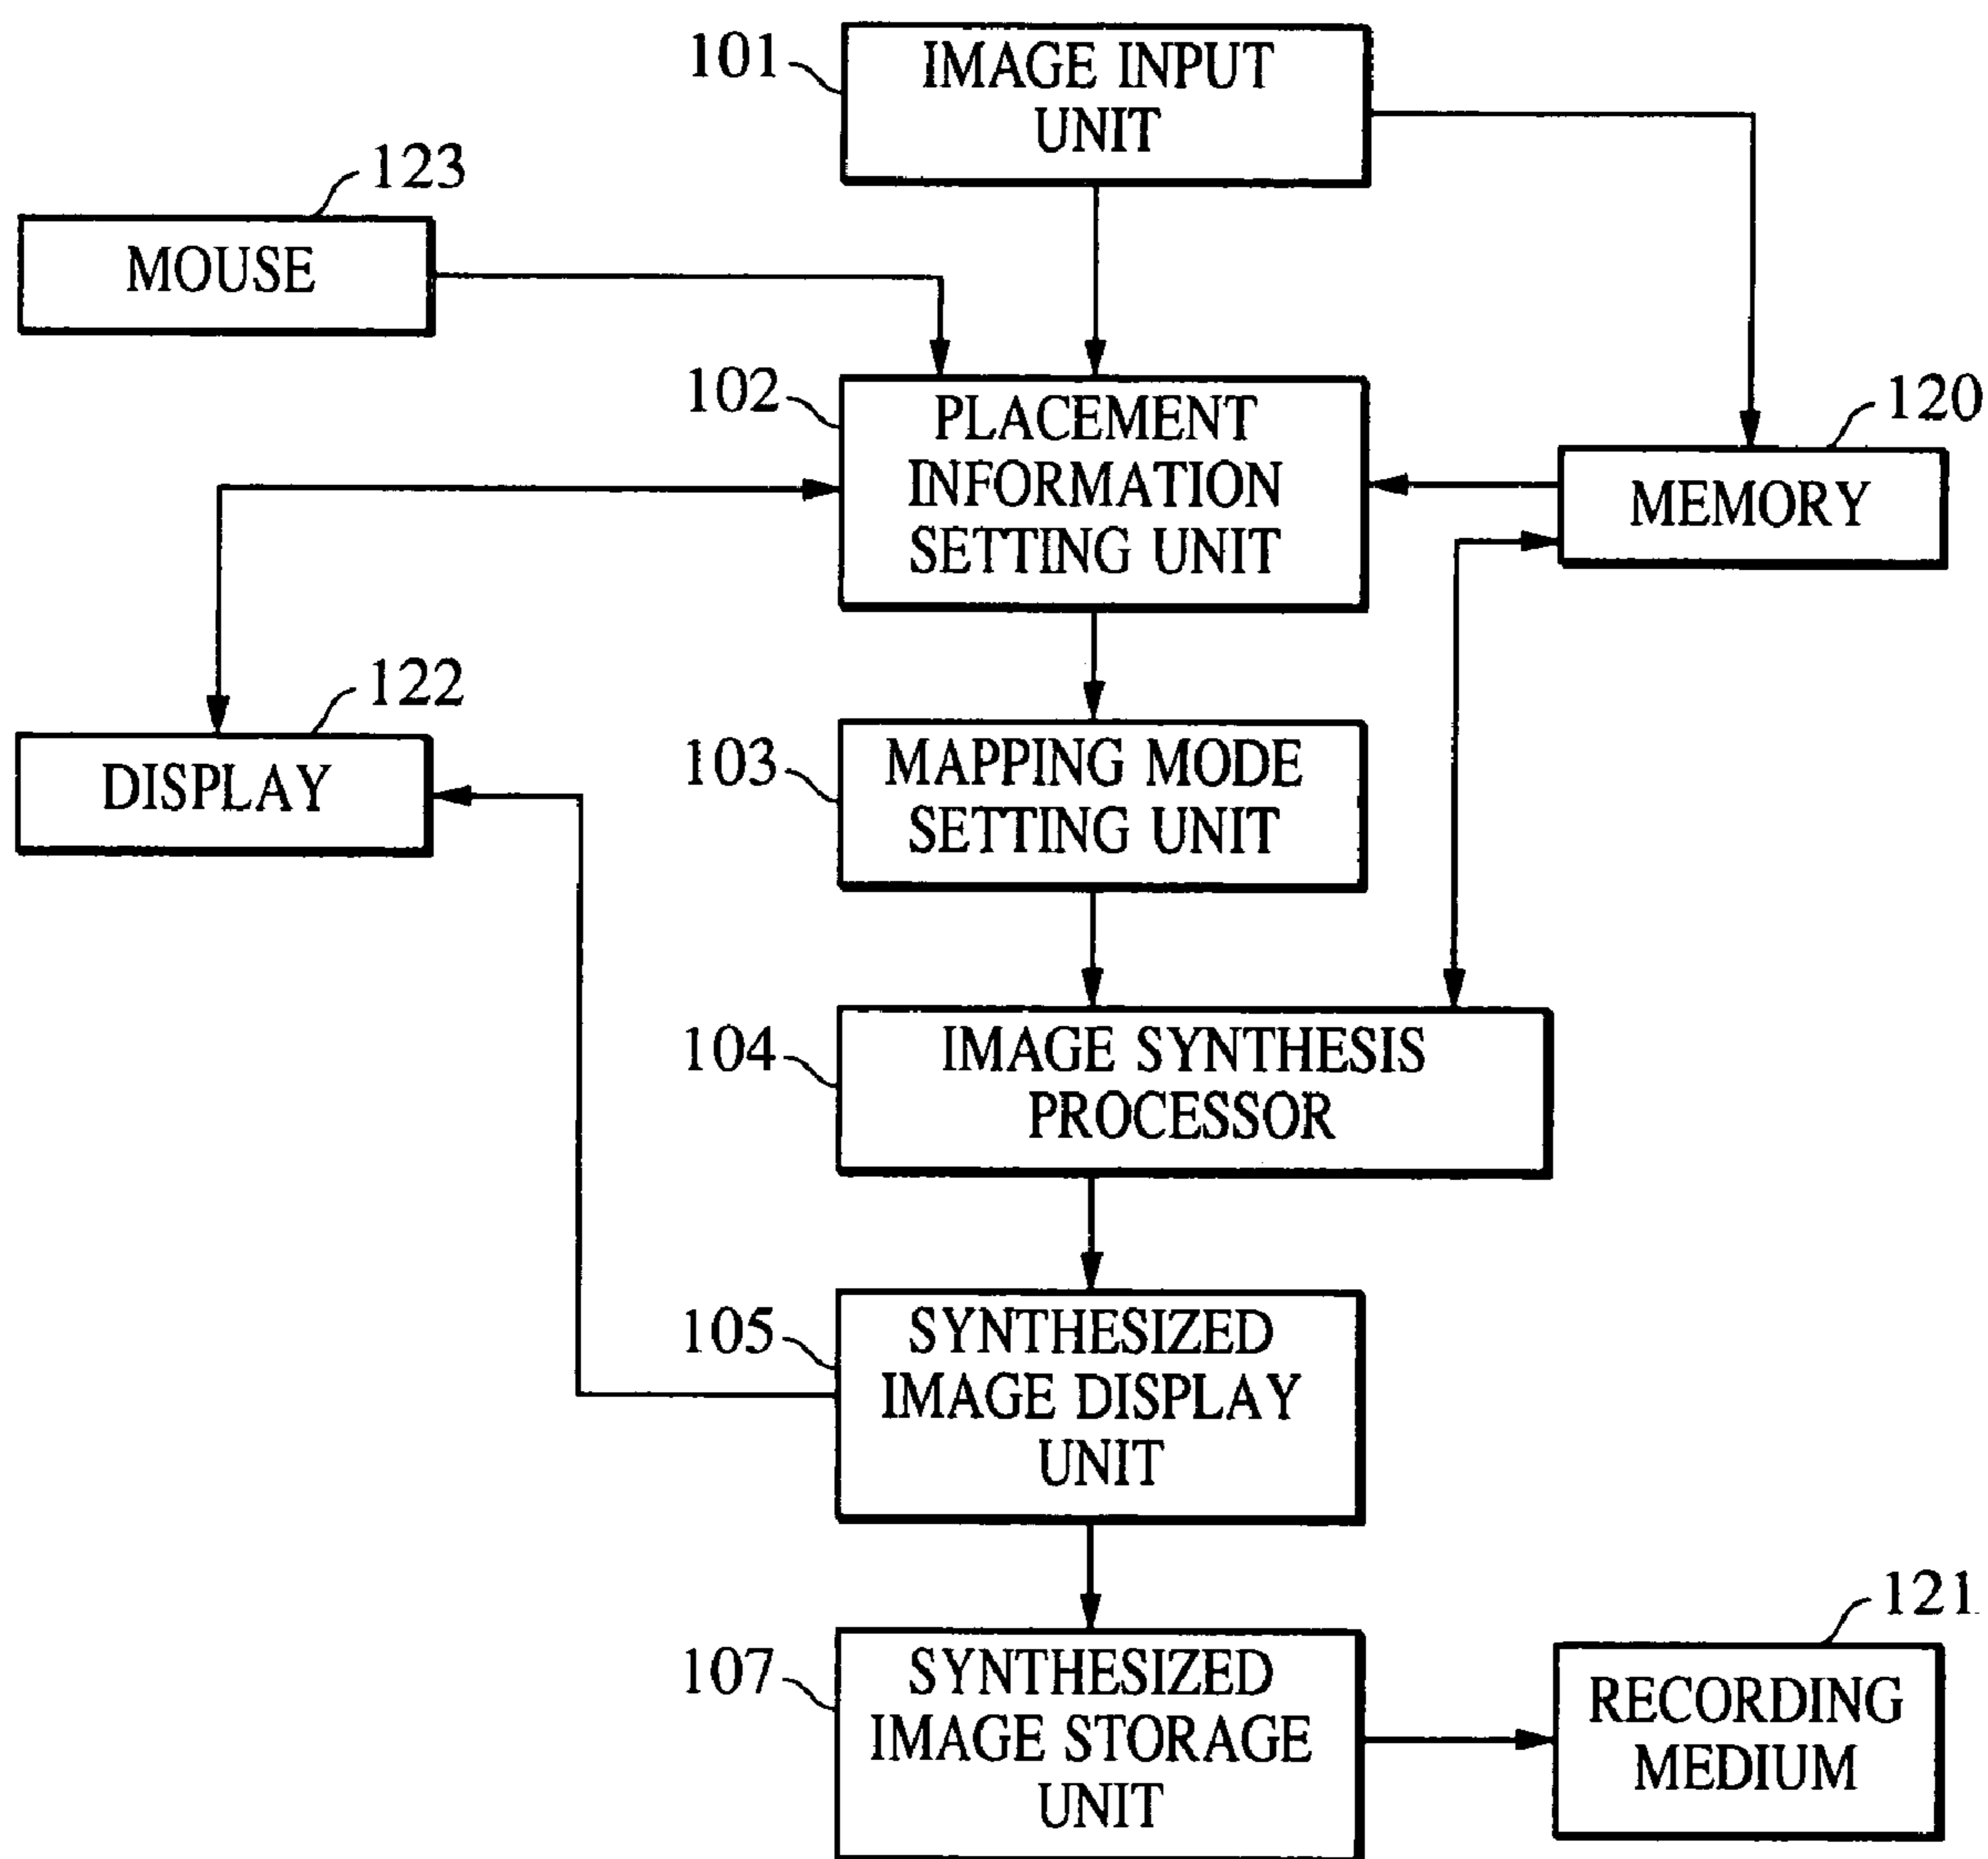 101
IMAGE INPUT
UNIT
123
MOUSE
102
PLACEMENT
INFORMATION
SETTING UNIT
120
MEMORY
122
DISPLAY
103
MAPPING MODE
SETTING UNIT
104
IMAGE SYNTHESIS
PROCESSOR
105
SYNTHESIZED
IMAGE DISPLAY
UNIT
107
SYNTHESIZED
IMAGE STORAGE
UNIT
121
RECORDING
MEDIUM